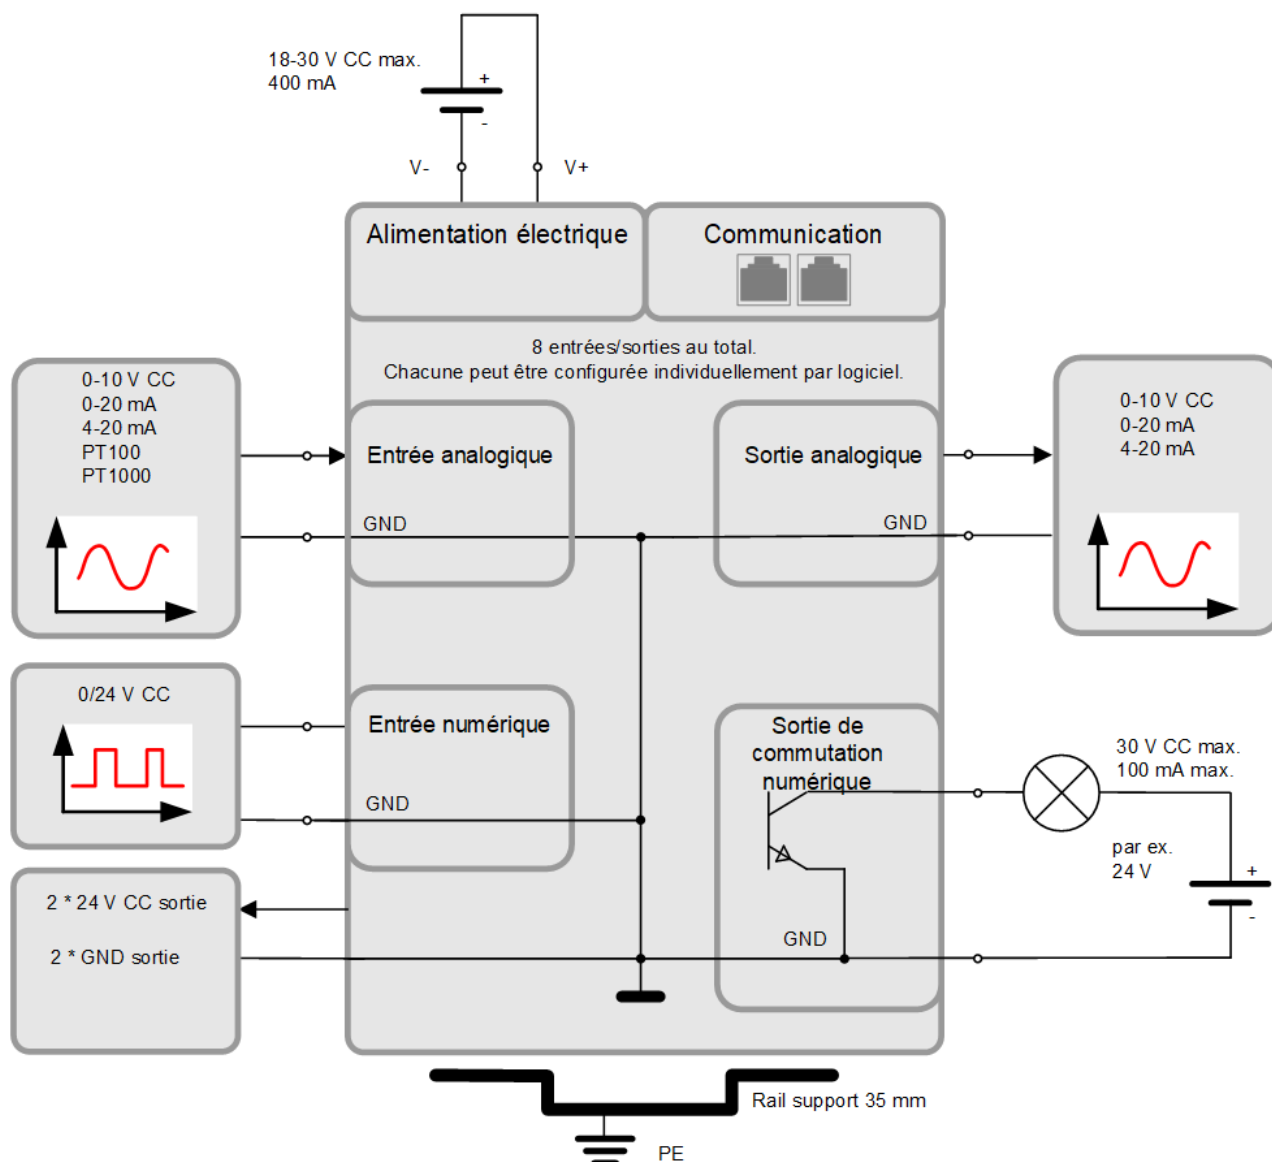 18-30 V CC max.
400 mA
+
-
V-
V+
Alimentation électrique
Communication
8 entrées/sorties au total.
Chacune peut être configurée individuellement par logiciel.
0-10 V CC
0-20 mA
4-20 mA
PT100
PT1000
Entrée analogique
GND
Sortie analogique
GND
0-10 V CC
0-20 mA
4-20 mA
0/24 V CC
Entrée numérique
GND
Sortie de
commutation
numérique
GND
30 V CC max.
100 mA max.
par ex.
24 V
+
-
2 * 24 V CC sortie
2 * GND sortie
Rail support 35 mm
PE